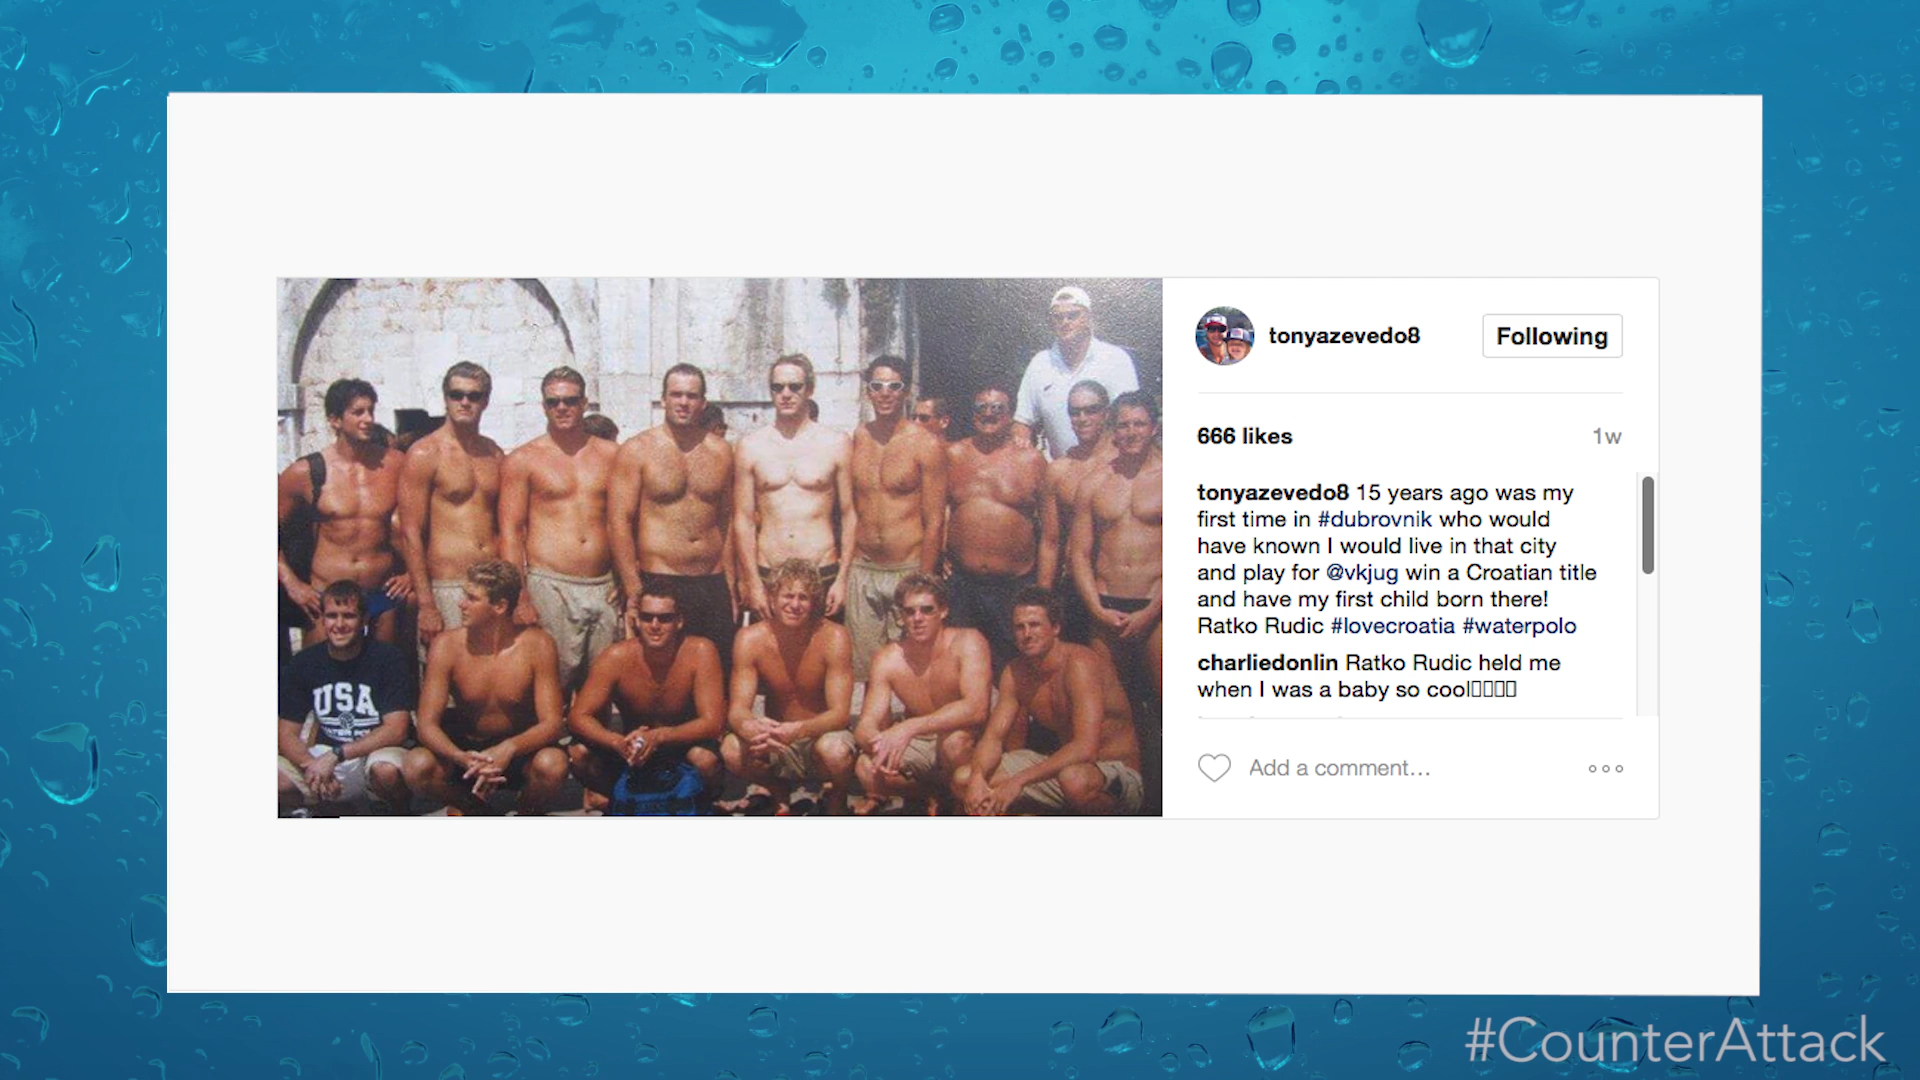 tonyazevedo8
Following
666 likes
1w
tonyazevedo8 15 years ago was my
first time in #dubrovnik who would
have known I would live in that city
and play for @vkjug win a Croatian title
and have my first child born there!
Ratko Rudic #lovecroatia #waterpolo
charliedonlin Ratko Rudic held me
when I was a baby so cool
Add a comment...
USA
#CounterAttack